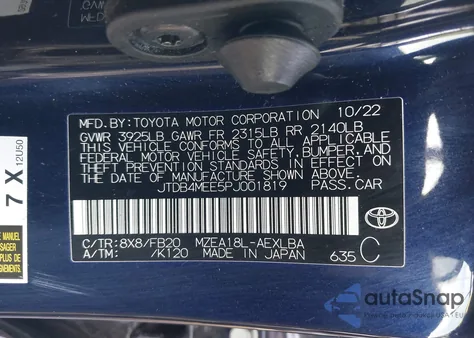 MFD. BY: TOYOTA MOTOR CORPORATION 10/22
GVWR 3925LB GAWR FR 2315LB RR 2140LB
THIS VEHICLE CONFORMS TO ALL APPLICABLE
FEDERAL MOTOR VEHICLE SAFETY, BUMPER, AND
THEFT PREVENTION STANDARDS IN EFFECT ON
THE DATE OF MANUFACTURE SHOWN ABOVE.
JTDB4MEE5PJ001819 PASS.CAR
C/TR: 8X8/FB20 MZEA18L-AEXLBA
A/TM: /K120 MADE IN JAPAN 635 C
7 X 12U50
autoSnap